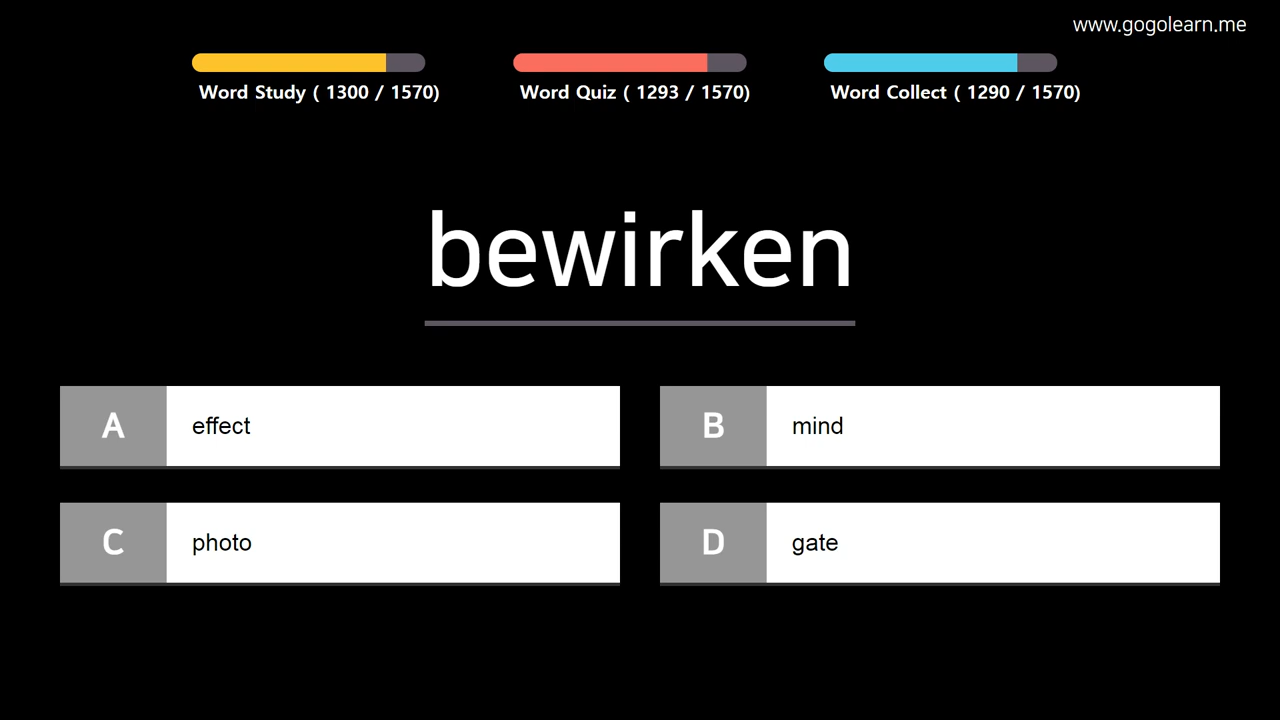 www.gogolearn.me
Word Study ( 1300 / 1570)
Word Quiz ( 1293 / 1570)
Word Collect ( 1290 / 1570)
bewirken
A effect
B mind
C photo
D gate